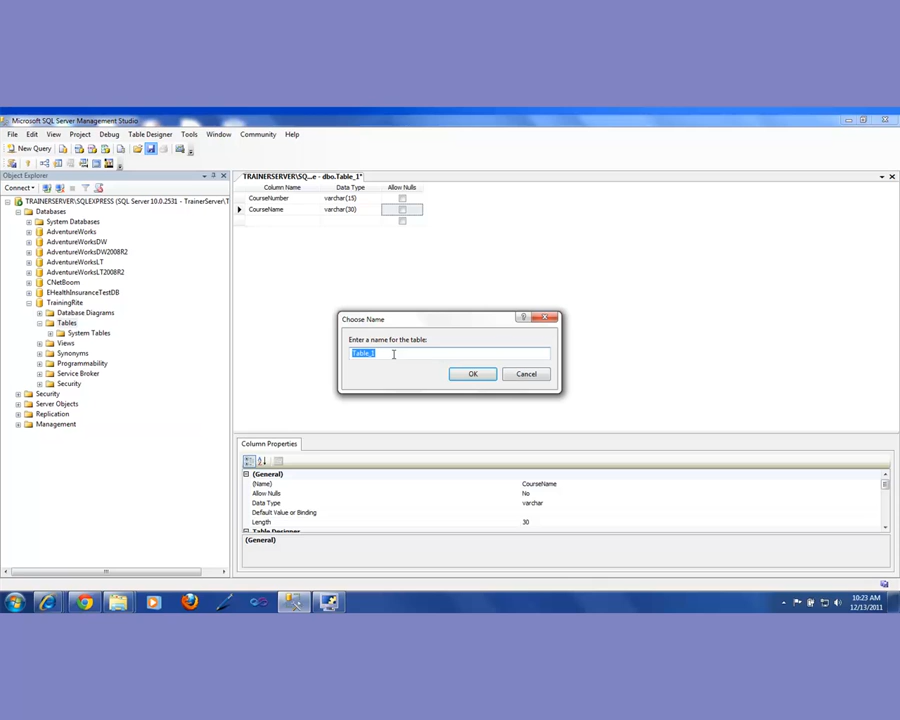 Microsoft SQL Server Management Studio
File Edit View Project Debug Table Designer Tools Window Community Help
New Query
Object Explorer
Connect
TRAINERSERVER\SQLEXPRESS (SQL Server 10.0.2531 - TrainerServer\T
Databases
System Databases
AdventureWorks
AdventureWorksDW
AdventureWorksDW2008R2
AdventureWorksLT
AdventureWorksLT2008R2
CNetBoom
EHealthInsuranceTestDB
TrainingRite
Database Diagrams
Tables
System Tables
Views
Synonyms
Programmability
Service Broker
Security
Security
Server Objects
Replication
Management
TRAINERSERVER\SQ...e - dbo.Table_1*
Column Name Data Type Allow Nulls
CourseNumber varchar(15)
CourseName varchar(30)
Choose Name
Enter a name for the table:
Table_1
OK Cancel
Column Properties
(General)
(Name) CourseName
Allow Nulls No
Data Type varchar
Default Value or Binding
Length 30
Table Designer
(General)
10:23 AM
12/13/2011